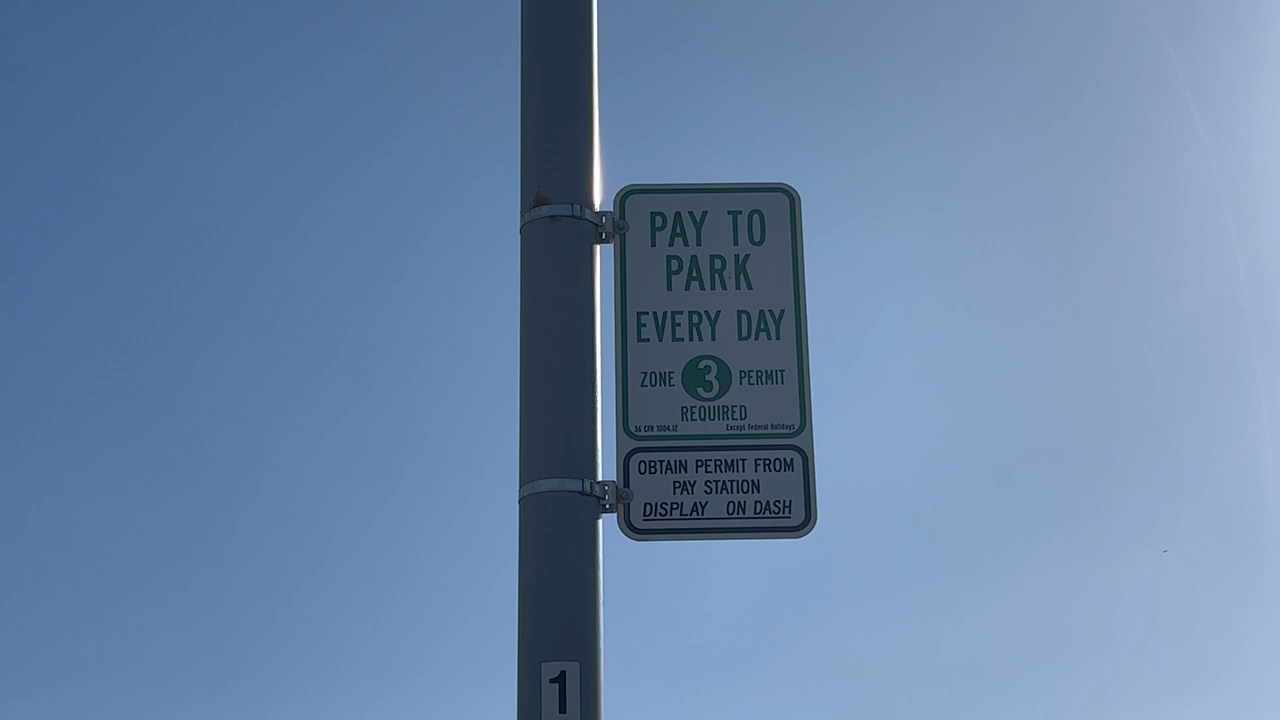 PAY TO
PARK
EVERY DAY
ZONE 3 PERMIT
REQUIRED
36 CFR 1004.12 Except Federal Holidays
OBTAIN PERMIT FROM
PAY STATION
DISPLAY ON DASH
1